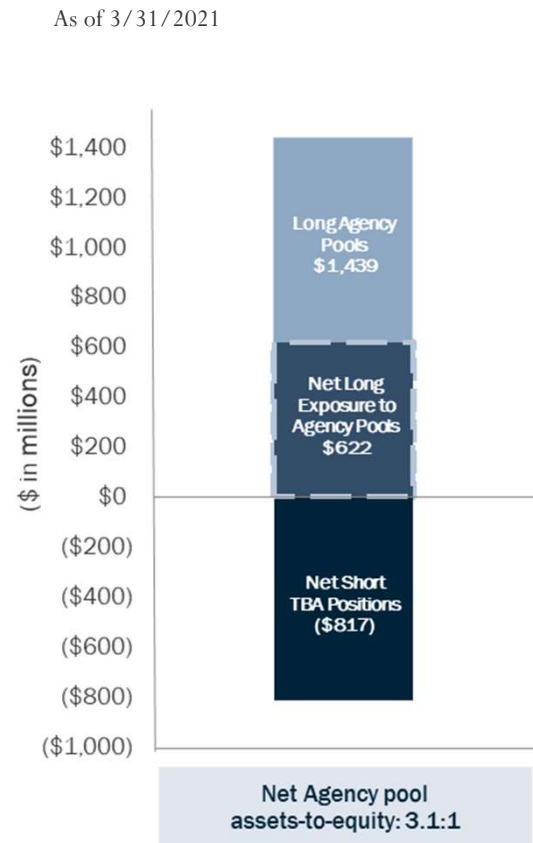 As of 3/31/2021
$1,400
$1,200
$1,000
$800
$600
$400
$200
$0
($200)
($400)
($600)
($800)
($1,000)
($ in millions)
Long Agency
Pools
$1,439
Net Long
Exposure to
Agency Pools
$622
Net Short
TBA Positions
($817)
Net Agency pool
assets-to-equity: 3.1:1